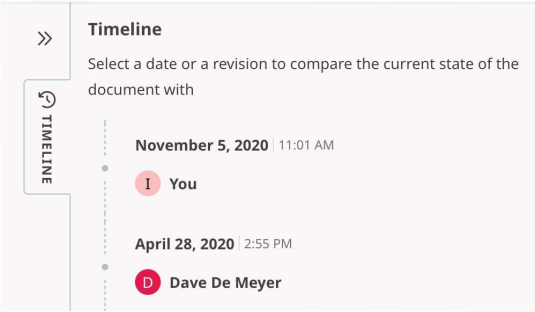 Timeline
Select a date or a revision to compare the current state of the
document with
TIMELINE
November 5, 2020 11:01 AM
I You
April 28, 2020 2:55 PM
D Dave De Meyer